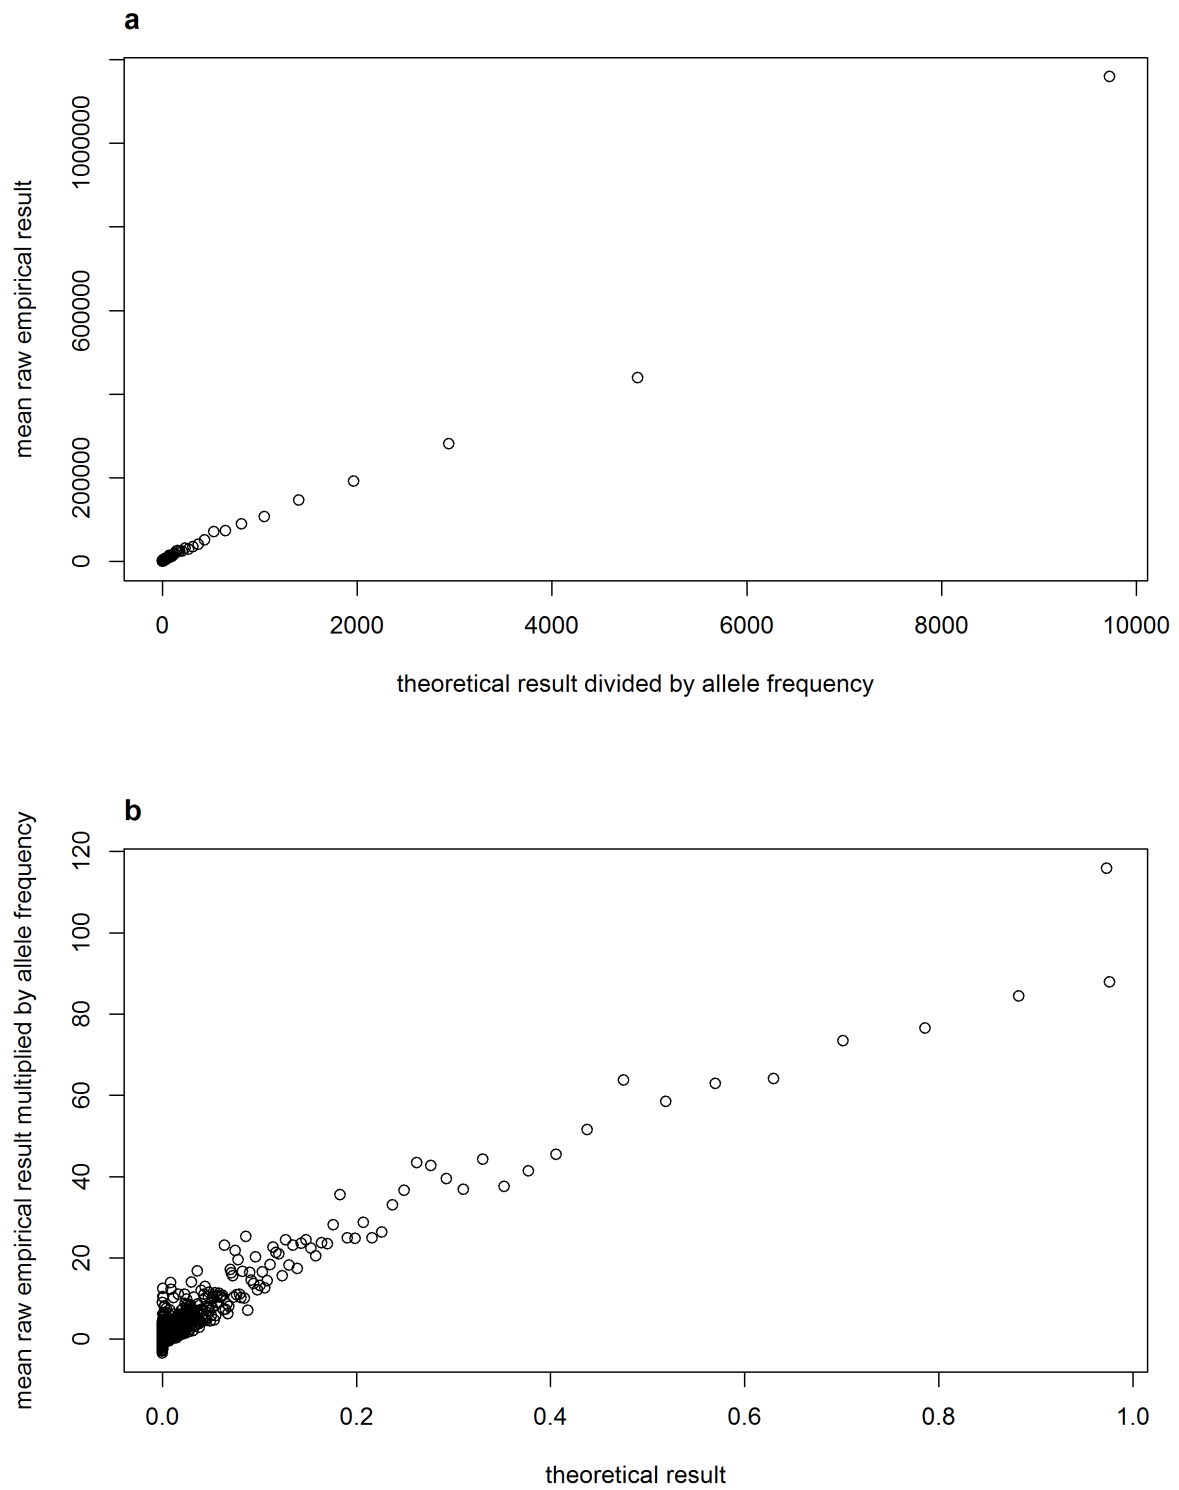 a
mean raw empirical result
1000000
600000
200000
0
0 2000 4000 6000 8000 10000
theoretical result divided by allele frequency
b
mean raw empirical result multiplied by allele frequency
120
100
80
60
40
20
0
0.0 0.2 0.4 0.6 0.8 1.0
theoretical result